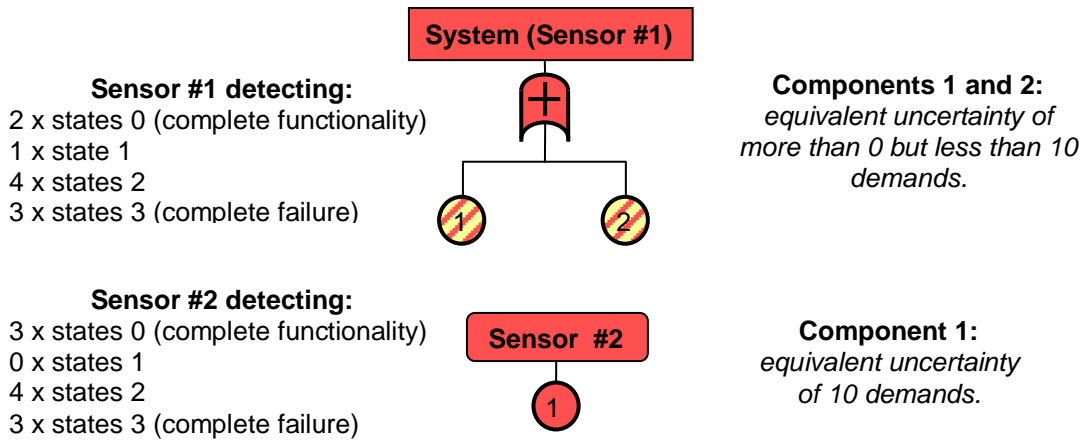 System (Sensor #1)
Sensor #1 detecting:
2 x states 0 (complete functionality)
1 x state 1
4 x states 2
3 x states 3 (complete failure)
+
1
2
Components 1 and 2:
equivalent uncertainty of
more than 0 but less than 10
demands.
Sensor #2 detecting:
3 x states 0 (complete functionality)
0 x states 1
4 x states 2
3 x states 3 (complete failure)
Sensor #2
1
Component 1:
equivalent uncertainty
of 10 demands.